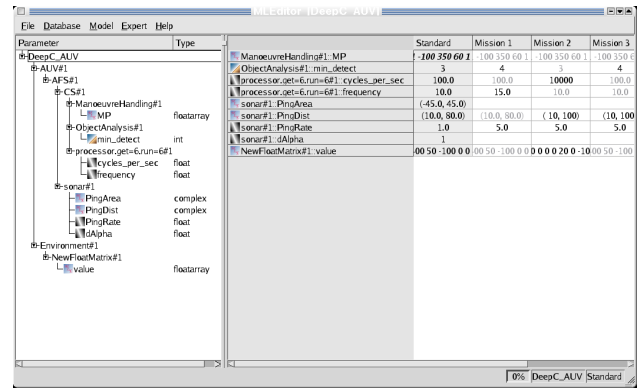 MLEditor [DeepC_AUV]
File Database Model Expert Help
Parameter Type
DeepC_AUV
AUV#1
AFS#1
CS#1
ManoeuvreHandling#1
MP floatarray
ObjectAnalysis#1
min_detect int
processor.get=6.run=6#1
cycles_per_sec float
frequency float
sonar#1
PingArea complex
PingDist complex
PingRate float
dAlpha float
Environment#1
NewFloatMatrix#1
value floatarray
Standard Mission 1 Mission 2 Mission 3
ManoeuvreHandling#1::MP -100 350 60 1 -100 350 60 1 -100 350 60 1 -100 350 6
ObjectAnalysis#1::min_detect 3 4 3 4
processor.get=6.run=6#1::cycles_per_sec 100.0 100.0 10000 100.0
processor.get=6.run=6#1::frequency 10.0 15.0 10.0 10.0
sonar#1::PingArea (-45.0, 45.0)
sonar#1::PingDist (10.0, 80.0) (10.0, 80.0) (10, 100) (10, 100
sonar#1::PingRate 1.0 5.0 5.0 5.0
sonar#1::dAlpha 1
NewFloatMatrix#1::value 00 50 -100 0 0 00 50 -100 0 0 0 0 0 0 20 0 -10 00 50 -100
0% DeepC_AUV Standard